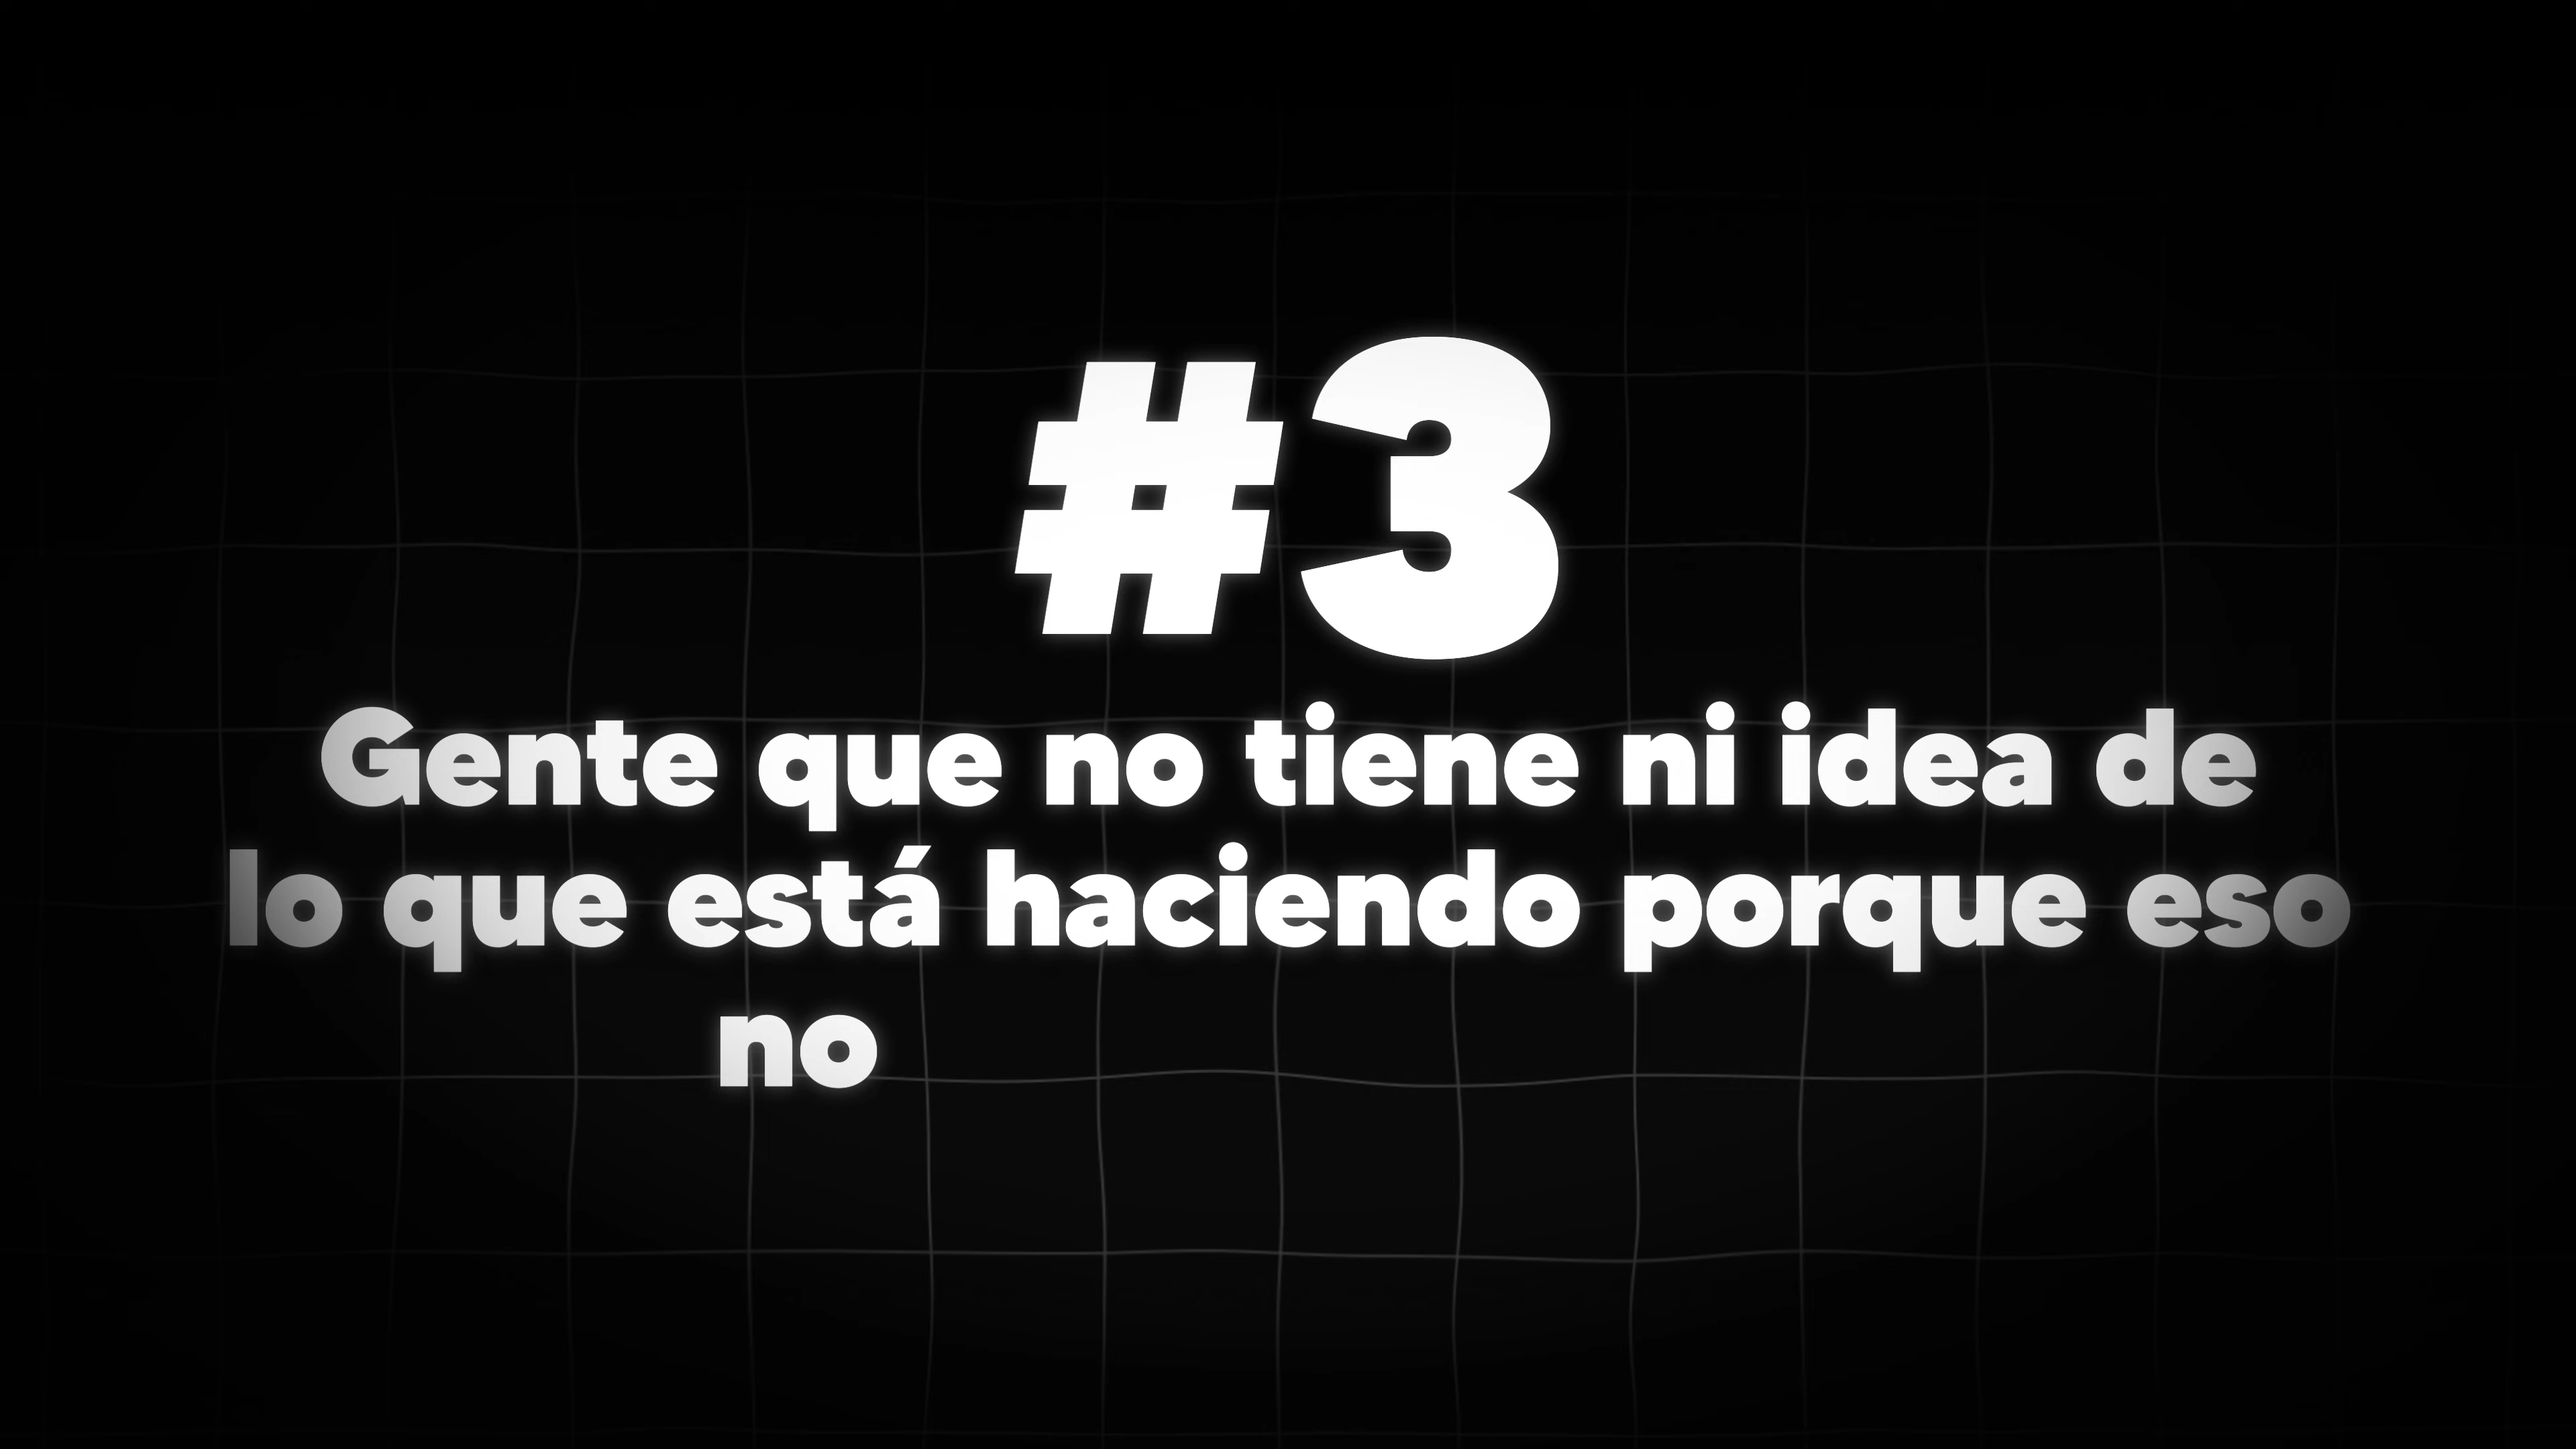 #3
Gente que no tiene ni idea de
lo que está haciendo porque eso
no